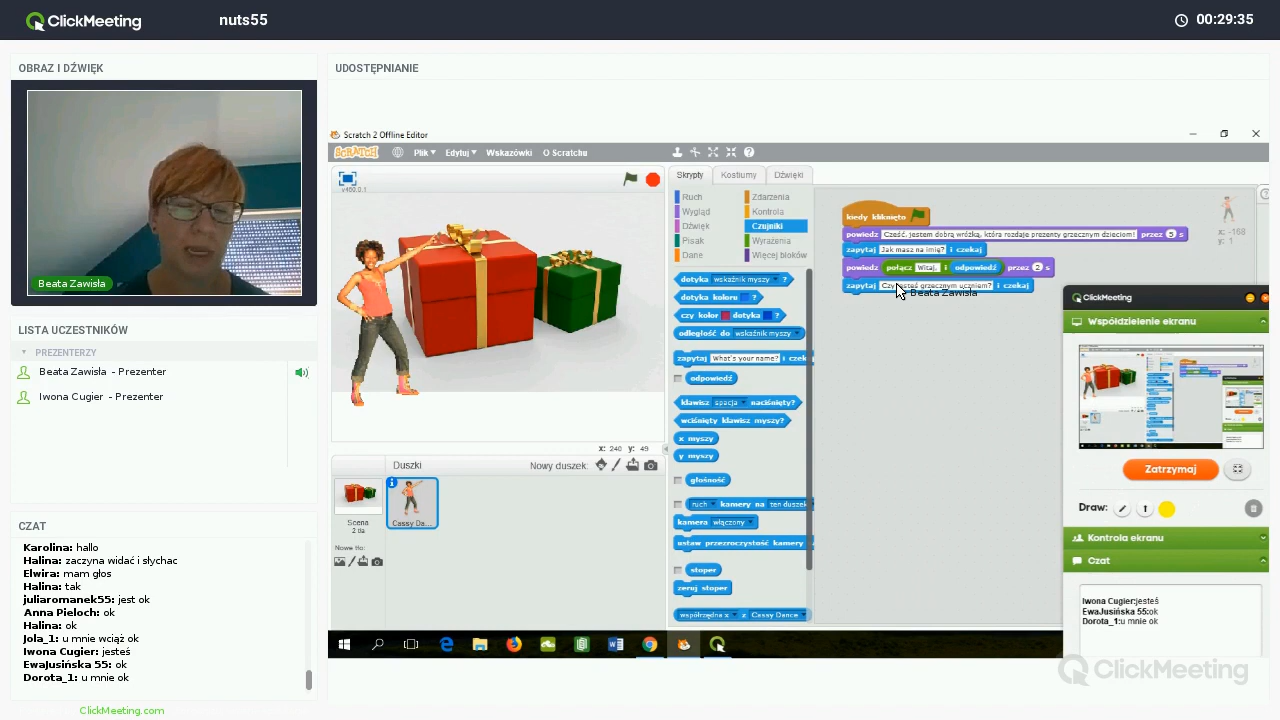 ClickMeeting
nuts55
00:29:35
OBRAZ I DŹWIĘK
Beata Zawisla
LISTA UCZESTNIKÓW
PREZENTERZY
Beata Zawisla - Prezenter
Iwona Cugier - Prezenter
CZAT
Karolina: hallo
Halina: zaczyna widać i słychac
Elwira: mam głos
Halina: tak
juliaromanek55: jest ok
Anna Pieloch: ok
Halina: ok
Jola_1: u mnie wciąż ok
Iwona Cugier: jesteś
EwaJusińska 55: ok
Dorota_1: u mnie ok
ClickMeeting.com
UDOSTĘPNIANIE
Scratch 2 Offline Editor
SCRATCH Plik Edytuj Wskazówki O Scratchu
v460.0.1
x: 240 y: 49
Duszki Nowy duszek:
Scena
2 tła
Cassy Da...
Nowe tło:
Skrypty Kostiumy Dźwięki
Ruch Zdarzenia
Wygląd Kontrola
Dźwięk Czujniki
Pisak Wyrażenia
Dane Więcej bloków
dotyka wskaźnik myszy ?
dotyka koloru ?
czy kolor dotyka ?
odległość do wskaźnik myszy
zapytaj What's your name? i czek
odpowiedź
klawisz spacja naciśnięty?
wciśnięty klawisz myszy?
x myszy
y myszy
głośność
ruch kamery na ten duszek
kamera włączony
ustaw przezroczystość kamery
stoper
zeruj stoper
współrzędna x z Cassy Dance
kiedy kliknięto
powiedz Cześć, jestem dobrą wróżką, która rozdaje prezenty grzecznym dzieciom! przez 5 s
zapytaj Jak masz na imię? i czekaj
powiedz połącz Witaj, i odpowiedź przez 2 s
zapytaj Czy jesteś grzecznym uczniem? i czekaj
Beata Zawisla
x: -168
y: 1
ClickMeeting
Współdzielenie ekranu
Zatrzymaj
Draw:
Kontrola ekranu
Czat
Iwona Cugier:jesteś
EwaJusińska 55:ok
Dorota_1:u mnie ok
ClickMeeting